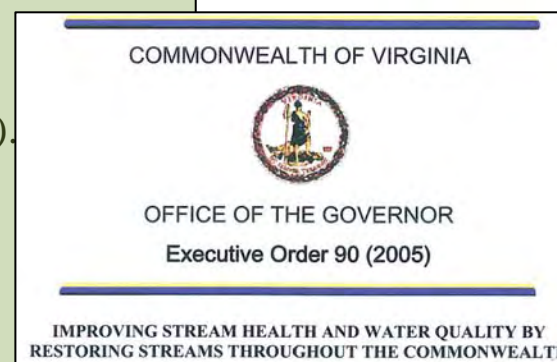 ).
COMMONWEALTH OF VIRGINIA
OFFICE OF THE GOVERNOR
Executive Order 90 (2005)
IMPROVING STREAM HEALTH AND WATER QUALITY BY
RESTORING STREAMS THROUGHOUT THE COMMONWEALT